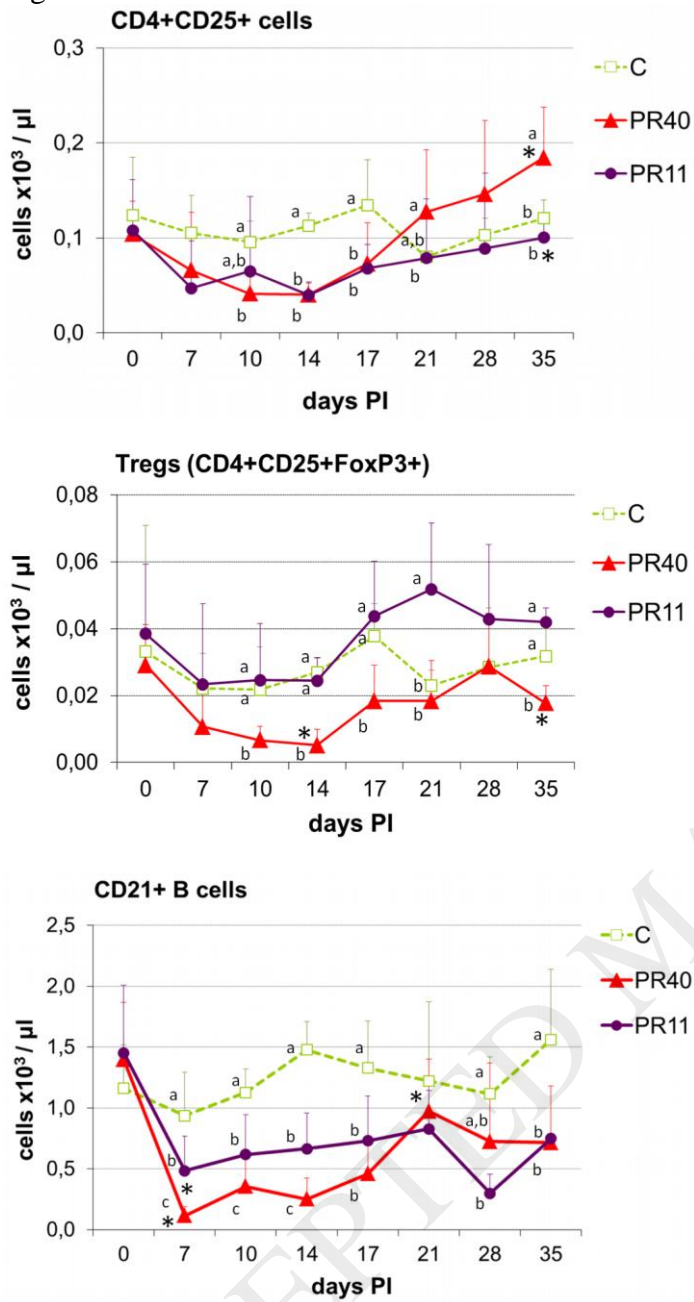 CD4+CD25+ cells
0,3
0,2
0,1
0,0
cells x10³ / µl
C
PR40
PR11
a
a
a
a
a,b
a
*
b
a,b
b
b
b
b
b
b
b
b
*
0 7 10 14 17 21 28 35
days PI
Tregs (CD4+CD25+FoxP3+)
0,08
0,06
0,04
0,02
0,00
cells x10³ / µl
C
PR40
PR11
a
a
a
a
a
a
a
a
a
b
b
*
b
b
b
b
*
0 7 10 14 17 21 28 35
days PI
CD21+ B cells
2,5
2,0
1,5
1,0
0,5
0,0
cells x10³ / µl
C
PR40
PR11
a
a
a
a
a
a
*
a,b
b
b
b
b
b
b
*
c
*
c
c
b
b
0 7 10 14 17 21 28 35
days PI